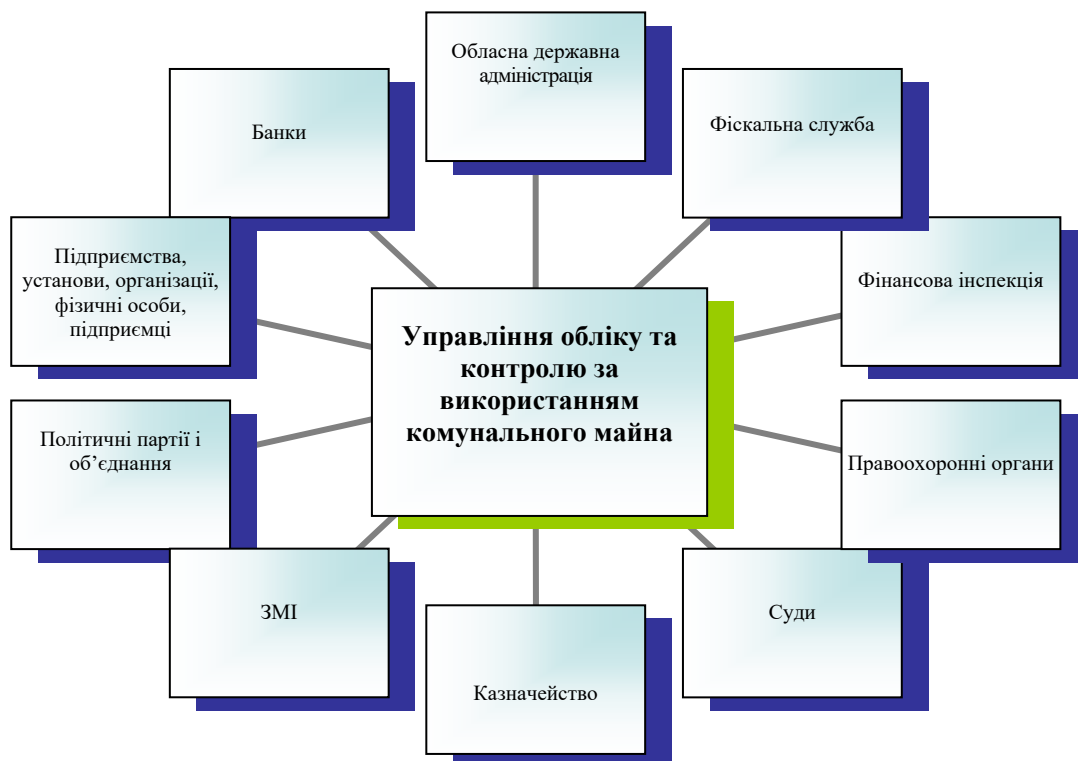 Обласна державна
адміністрація
Банки
Фіскальна служба
Підприємства,
установи, організації,
фізичні особи,
підприємці
Фінансова інспекція
Управління обліку та
контролю за
використанням
комунального майна
Політичні партії і
об’єднання
Правоохоронні органи
ЗМІ
Суди
Казначейство